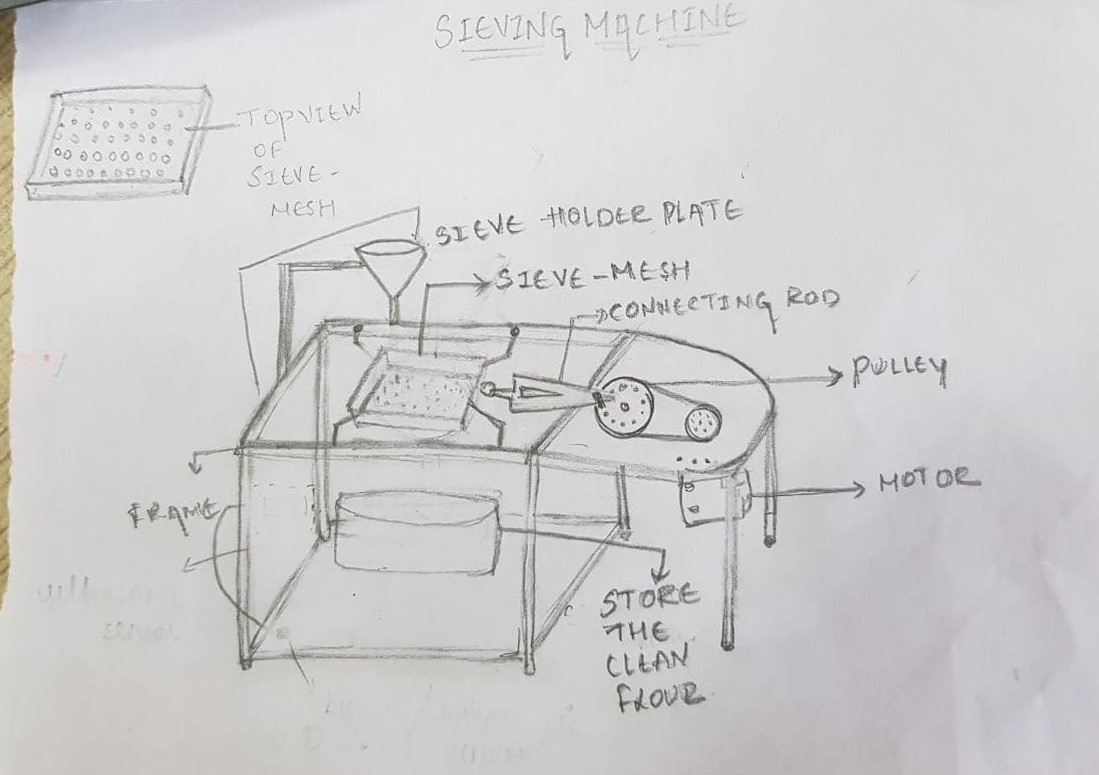 SIEVING MACHINE
TOPVIEW
OF
SIEVE-
MESH
SIEVE HOLDER PLATE
SIEVE-MESH
CONNECTING ROD
PULLEY
MOTOR
FRAME
STORE
THE
CLEAN
FLOUR